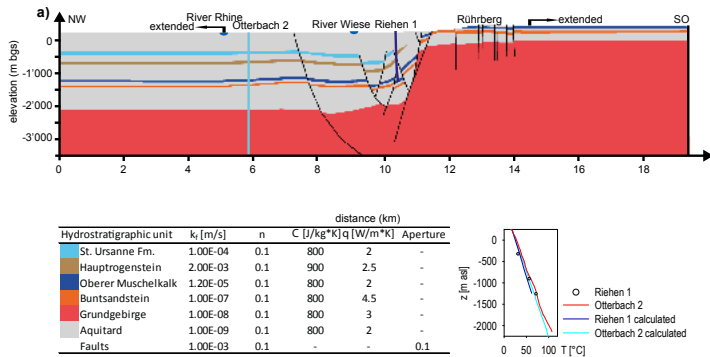 a) NW
River Rhine
extended
Otterbach 2
River Wiese
Riehen 1
Rührberg
extended
SO
elevation (m bgs)
0
-1'000
-2'000
-3'000
0 2 4 6 8 10 12 14 16 18
distance (km)
Hydrostratigraphic unit kf [m/s] n C [J/kg*K] q [W/m*K] Aperture
St. Ursanne Fm. 1.00E-04 0.1 800 2 -
Hauptrogenstein 2.00E-03 0.1 900 2.5 -
Oberer Muschelkalk 1.20E-05 0.1 800 2 -
Buntsandstein 1.00E-07 0.1 800 4.5 -
Grundgebirge 1.00E-08 0.1 800 3 -
Aquitard 1.00E-09 0.1 800 2 -
Faults 1.00E-03 0.1 - - 0.1
z [m. asl]
0
-500
-1000
-1500
-2000
0 50 100 T [°C]
Riehen 1
Otterbach 2
Riehen 1 calculated
Otterbach 2 calculated